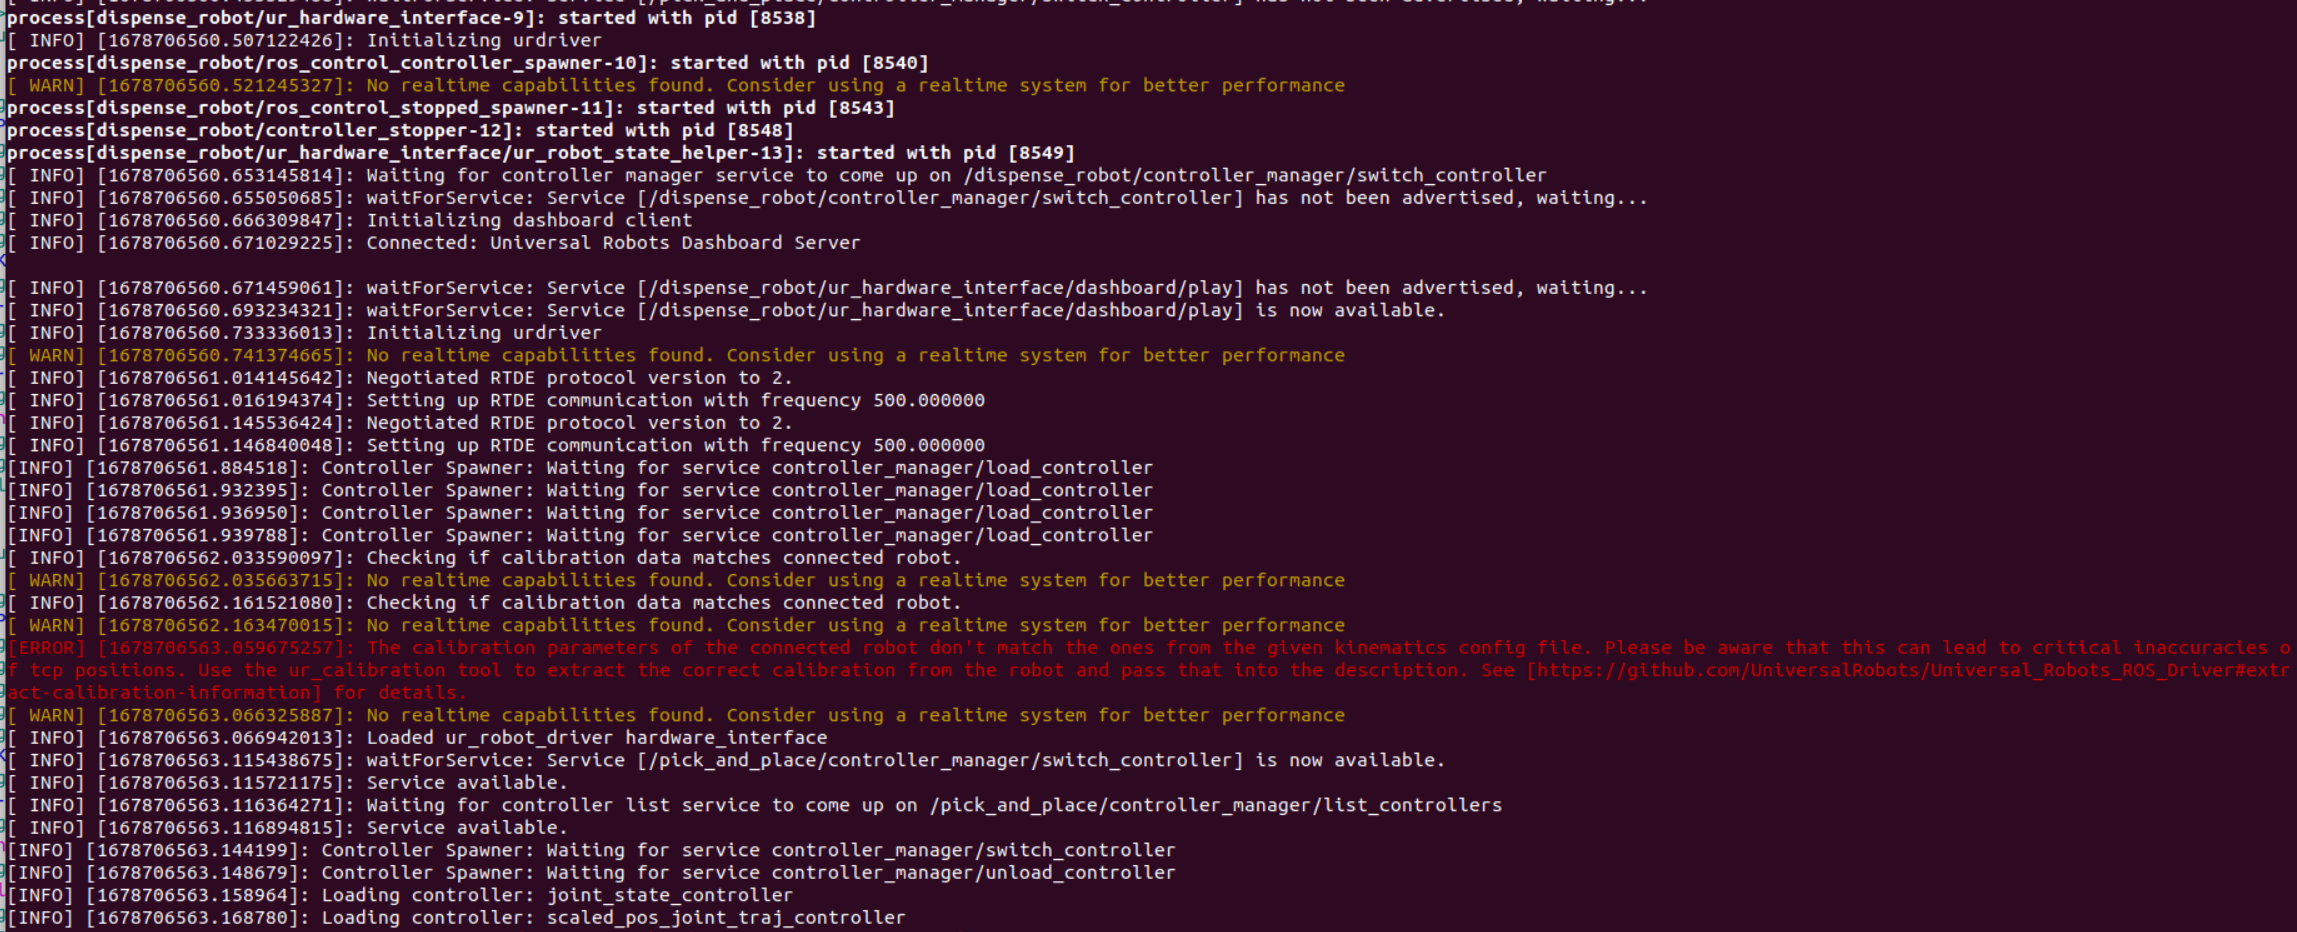 process[dispense_robot/ur_hardware_interface-9]: started with pid [8538]
[ INFO] [1678706560.507122426]: Initializing urdriver
process[dispense_robot/ros_control_controller_spawner-10]: started with pid [8540]
[ WARN] [1678706560.521245327]: No realtime capabilities found. Consider using a realtime system for better performance
process[dispense_robot/ros_control_stopped_spawner-11]: started with pid [8543]
process[dispense_robot/controller_stopper-12]: started with pid [8548]
process[dispense_robot/ur_hardware_interface/ur_robot_state_helper-13]: started with pid [8549]
[ INFO] [1678706560.653145814]: Waiting for controller manager service to come up on /dispense_robot/controller_manager/switch_controller
[ INFO] [1678706560.655050685]: waitForService: Service [/dispense_robot/controller_manager/switch_controller] has not been advertised, waiting...
[ INFO] [1678706560.666309847]: Initializing dashboard client
[ INFO] [1678706560.671029225]: Connected: Universal Robots Dashboard Server
[ INFO] [1678706560.671459061]: waitForService: Service [/dispense_robot/ur_hardware_interface/dashboard/play] has not been advertised, waiting...
[ INFO] [1678706560.693234321]: waitForService: Service [/dispense_robot/ur_hardware_interface/dashboard/play] is now available.
[ INFO] [1678706560.733336013]: Initializing urdriver
[ WARN] [1678706560.741374665]: No realtime capabilities found. Consider using a realtime system for better performance
[ INFO] [1678706561.014145642]: Negotiated RTDE protocol version to 2.
[ INFO] [1678706561.016194374]: Setting up RTDE communication with frequency 500.000000
[ INFO] [1678706561.145536424]: Negotiated RTDE protocol version to 2.
[ INFO] [1678706561.146840048]: Setting up RTDE communication with frequency 500.000000
[INFO] [1678706561.884518]: Controller Spawner: Waiting for service controller_manager/load_controller
[INFO] [1678706561.932395]: Controller Spawner: Waiting for service controller_manager/load_controller
[INFO] [1678706561.936950]: Controller Spawner: Waiting for service controller_manager/load_controller
[INFO] [1678706561.939788]: Controller Spawner: Waiting for service controller_manager/load_controller
[ INFO] [1678706562.033590097]: Checking if calibration data matches connected robot.
[ WARN] [1678706562.035663715]: No realtime capabilities found. Consider using a realtime system for better performance
[ INFO] [1678706562.161521080]: Checking if calibration data matches connected robot.
[ WARN] [1678706562.163470015]: No realtime capabilities found. Consider using a realtime system for better performance
[ERROR] [1678706563.059675257]: The calibration parameters of the connected robot don't match the ones from the given kinematics config file. Please be aware that this can lead to critical inaccuracies o
f tcp positions. Use the ur_calibration tool to extract the correct calibration from the robot and pass that into the description. See [https://github.com/UniversalRobots/Universal_Robots_ROS_Driver#extr
act-calibration-information] for details.
[ WARN] [1678706563.066325887]: No realtime capabilities found. Consider using a realtime system for better performance
[ INFO] [1678706563.066942013]: Loaded ur_robot_driver hardware_interface
[ INFO] [1678706563.115438675]: waitForService: Service [/pick_and_place/controller_manager/switch_controller] is now available.
[ INFO] [1678706563.115721175]: Service available.
[ INFO] [1678706563.116364271]: Waiting for controller list service to come up on /pick_and_place/controller_manager/list_controllers
[ INFO] [1678706563.116894815]: Service available.
[INFO] [1678706563.144199]: Controller Spawner: Waiting for service controller_manager/switch_controller
[INFO] [1678706563.148679]: Controller Spawner: Waiting for service controller_manager/unload_controller
[INFO] [1678706563.158964]: Loading controller: joint_state_controller
[INFO] [1678706563.168780]: Loading controller: scaled_pos_joint_traj_controller